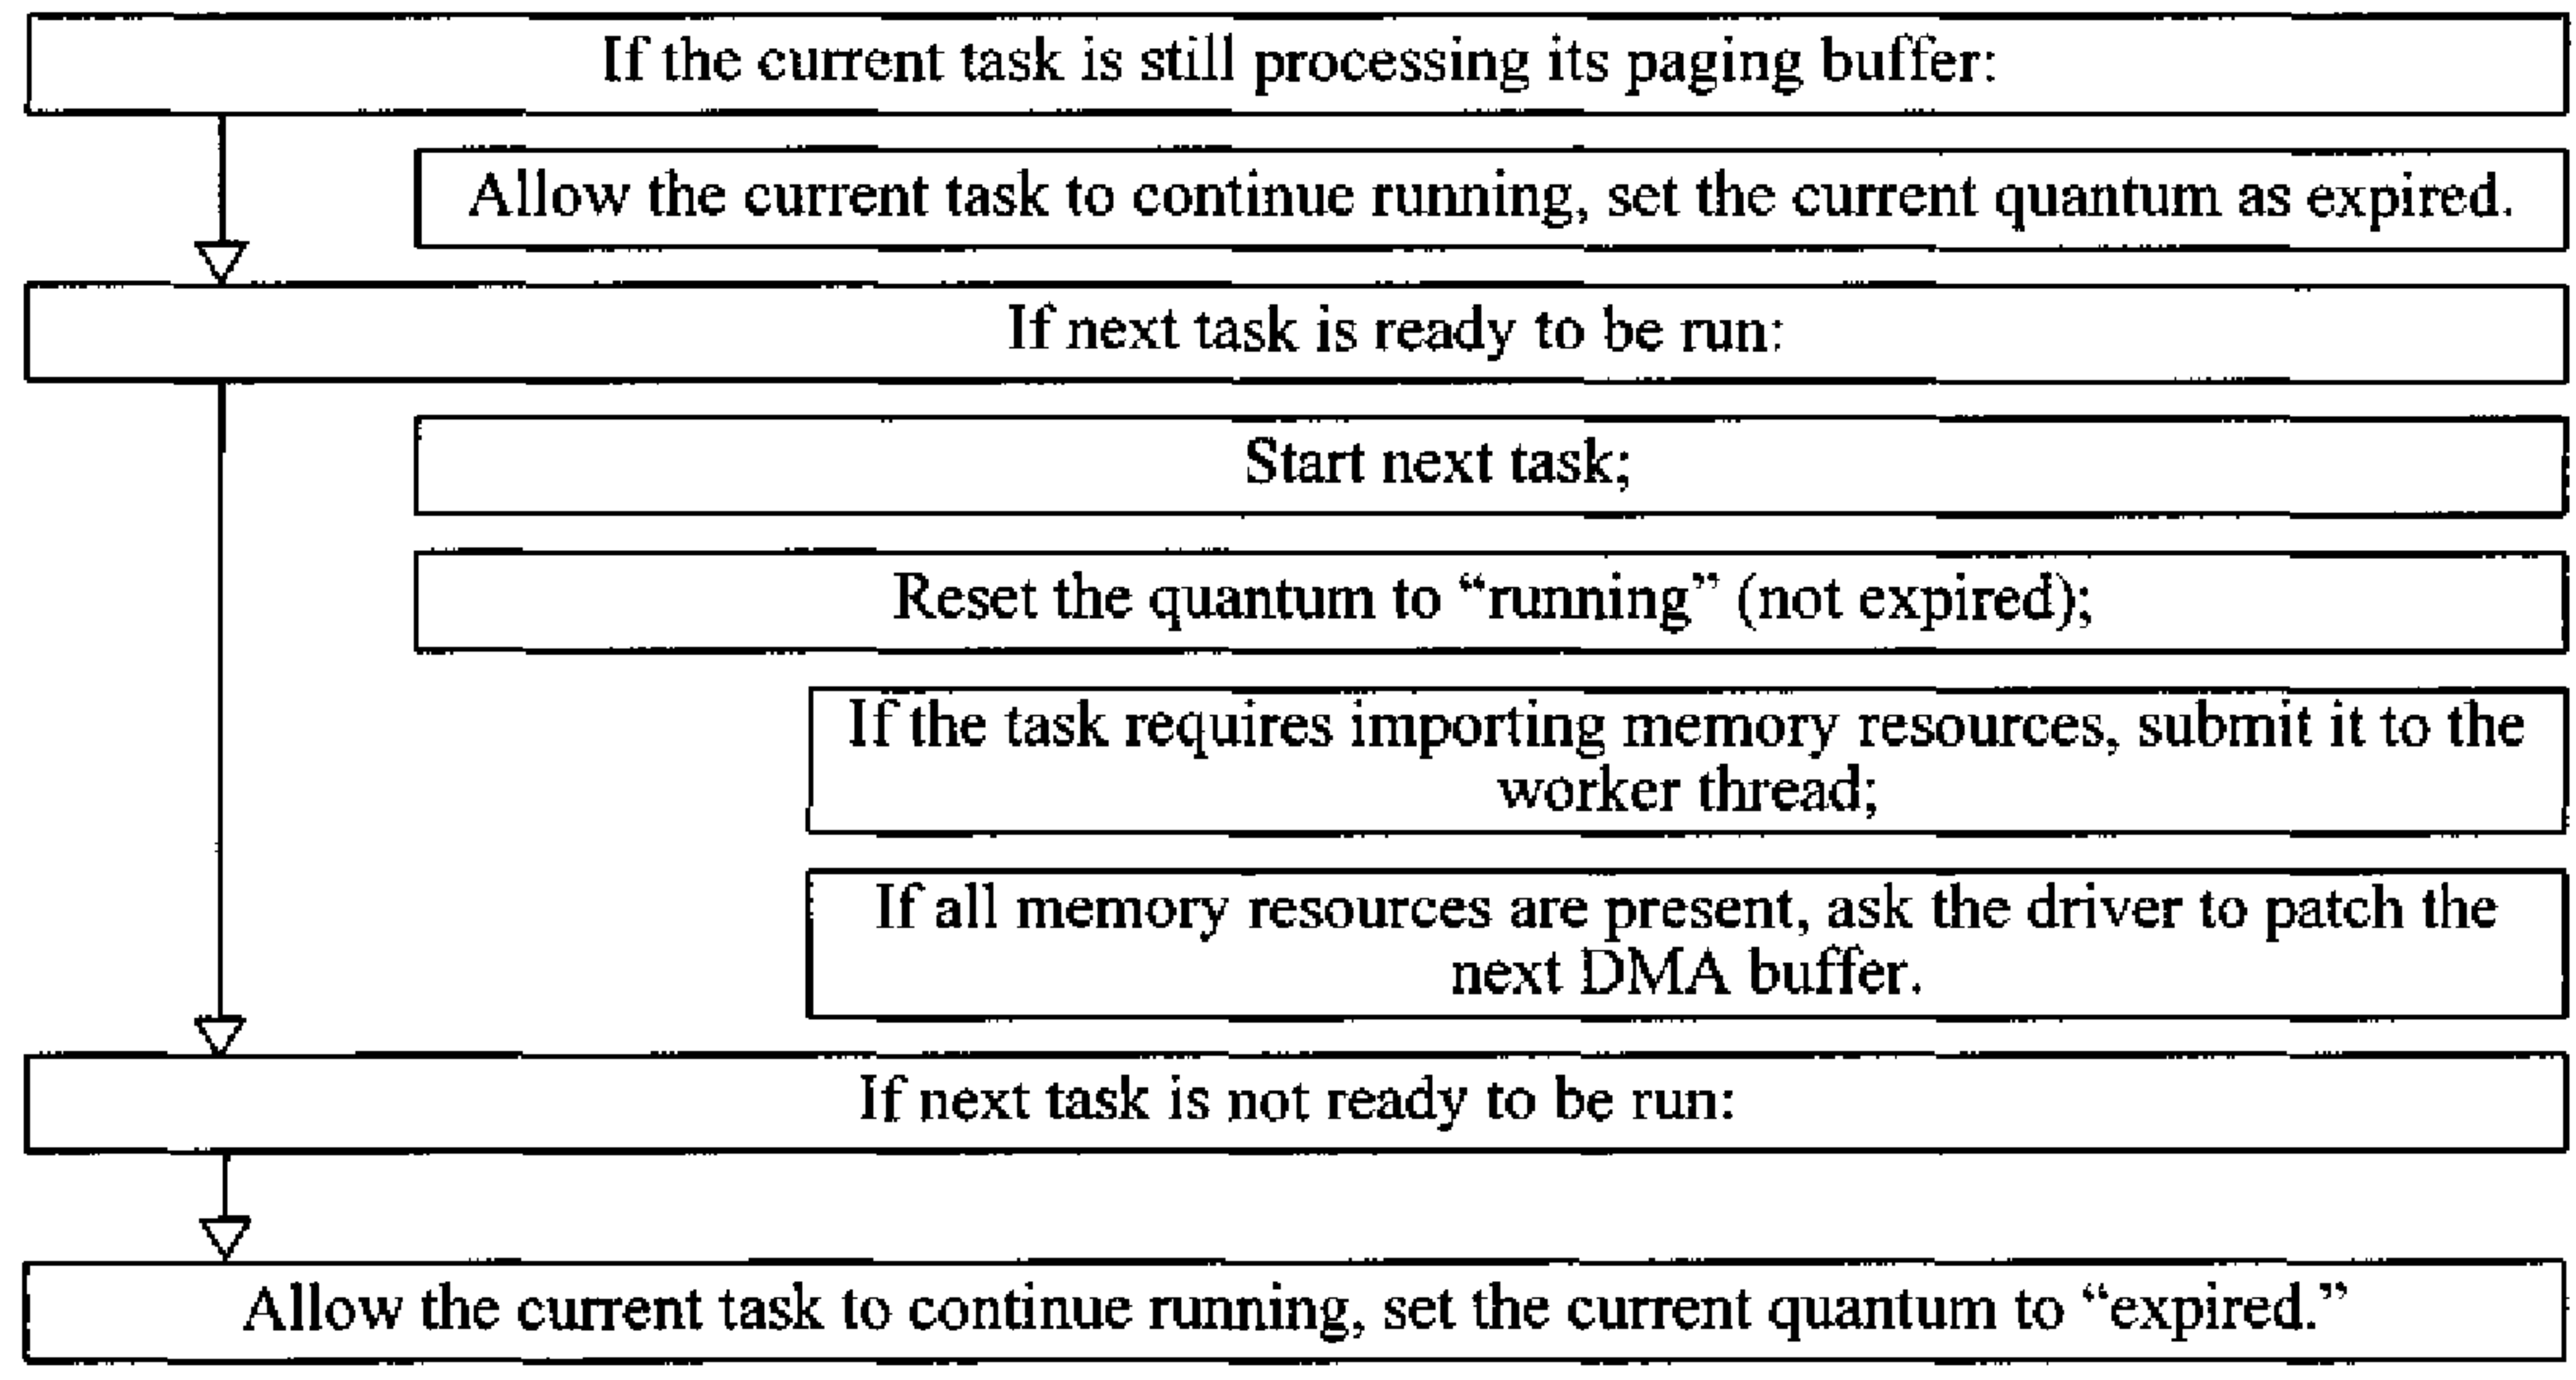 If the current task is still processing its paging buffer:
Allow the current task to continue running, set the current quantum as expired.
If next task is ready to be run:
Start next task;
Reset the quantum to “running” (not expired);
If the task requires importing memory resources, submit it to the
worker thread;
If all memory resources are present, ask the driver to patch the
next DMA buffer.
If next task is not ready to be run:
Allow the current task to continue running, set the current quantum to “expired.”